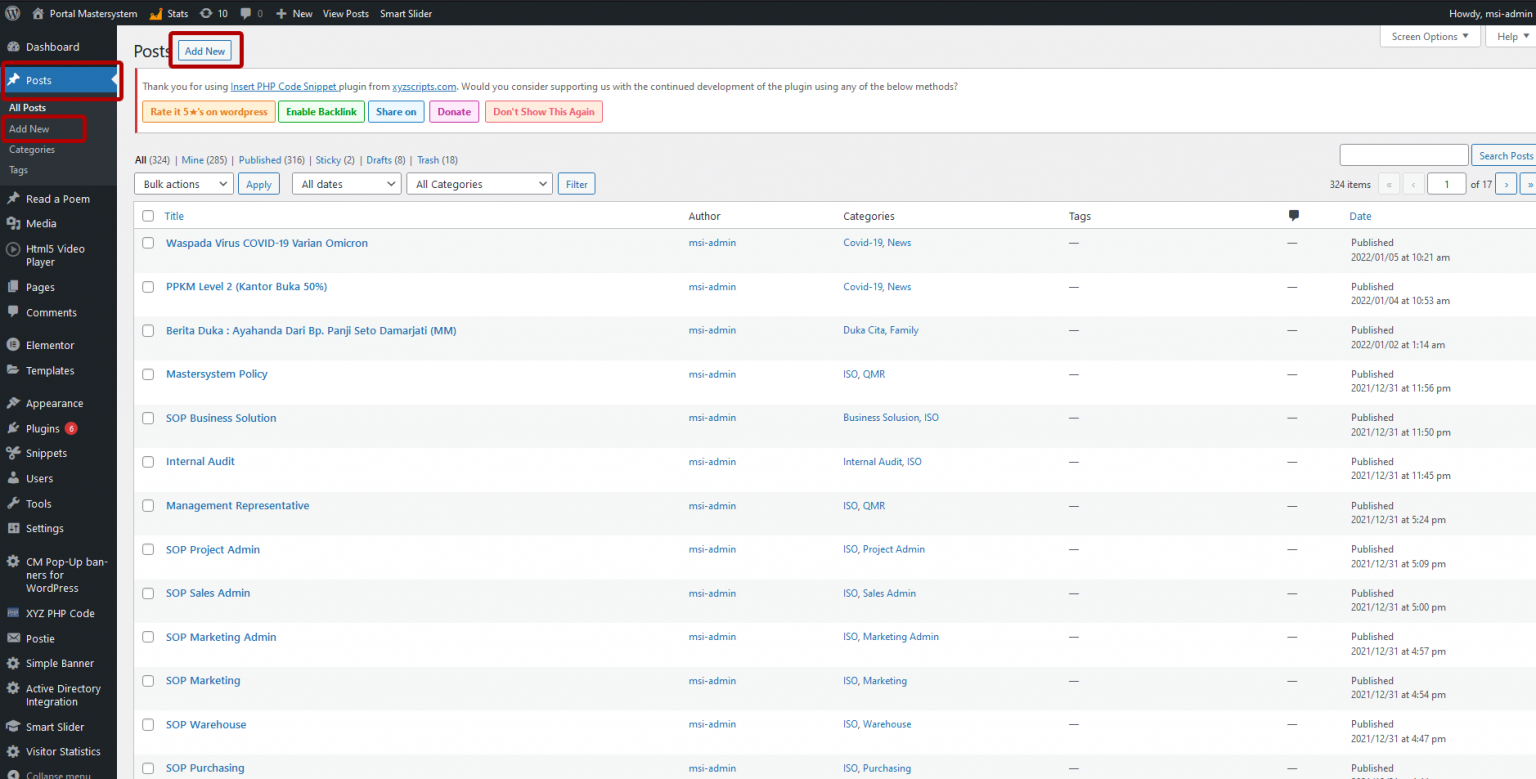 Portal Mastersystem Stats 10 0 New View Posts Smart Slider Howdy, msi-admin
Dashboard
Posts
All Posts
Add New
Categories
Tags
Read a Poem
Media
Html5 Video
Player
Pages
Comments
Elementor
Templates
Appearance
Plugins 6
Snippets
Users
Tools
Settings
CM Pop-Up ban-
ners for
WordPress
XYZ PHP Code
Postie
Simple Banner
Active Directory
Integration
Smart Slider
Visitor Statistics
Collapse menu
Posts Add New
Screen Options ▼ Help ▼
Thank you for using Insert PHP Code Snippet plugin from xyzscripts.com. Would you consider supporting us with the continued development of the plugin using any of the below methods?
Rate it 5★'s on wordpress Enable Backlink Share on Donate Don't Show This Again
All (324) | Mine (285) | Published (316) | Sticky (2) | Drafts (8) | Trash (18)
Search Posts
Bulk actions Apply All dates All Categories Filter
324 items « ‹ 1 of 17 › »
Title Author Categories Tags Date
Waspada Virus COVID-19 Varian Omicron msi-admin Covid-19, News — — Published
2022/01/05 at 10:21 am
PPKM Level 2 (Kantor Buka 50%) msi-admin Covid-19, News — — Published
2022/01/04 at 10:53 am
Berita Duka : Ayahanda Dari Bp. Panji Seto Damarjati (MM) msi-admin Duka Cita, Family — — Published
2022/01/02 at 1:14 am
Mastersystem Policy msi-admin ISO, QMR — — Published
2021/12/31 at 11:56 pm
SOP Business Solution msi-admin Business Solusion, ISO — — Published
2021/12/31 at 11:50 pm
Internal Audit msi-admin Internal Audit, ISO — — Published
2021/12/31 at 11:45 pm
Management Representative msi-admin ISO, QMR — — Published
2021/12/31 at 5:24 pm
SOP Project Admin msi-admin ISO, Project Admin — — Published
2021/12/31 at 5:09 pm
SOP Sales Admin msi-admin ISO, Sales Admin — — Published
2021/12/31 at 5:00 pm
SOP Marketing Admin msi-admin ISO, Marketing Admin — — Published
2021/12/31 at 4:57 pm
SOP Marketing msi-admin ISO, Marketing — — Published
2021/12/31 at 4:54 pm
SOP Warehouse msi-admin ISO, Warehouse — — Published
2021/12/31 at 4:47 pm
SOP Purchasing msi-admin ISO, Purchasing — — Published